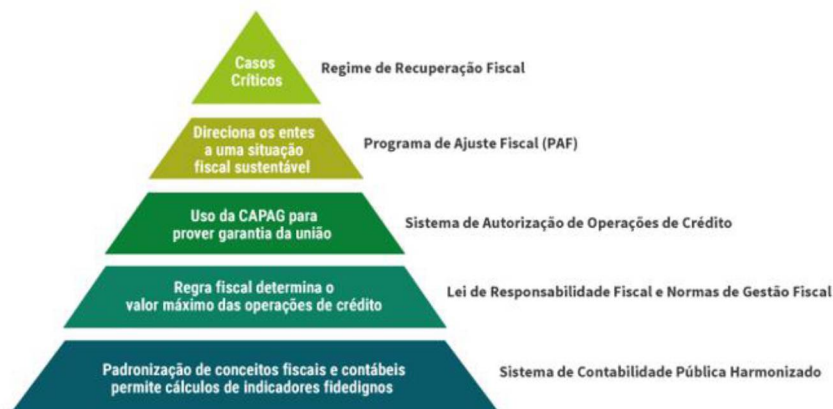 Casos
Críticos
Regime de Recuperação Fiscal
Direciona os entes
a uma situação
fiscal sustentável
Programa de Ajuste Fiscal (PAF)
Uso da CAPAG para
prover garantia da união
Sistema de Autorização de Operações de Crédito
Regra fiscal determina o
valor máximo das operações de crédito
Lei de Responsabilidade Fiscal e Normas de Gestão Fiscal
Padronização de conceitos fiscais e contábeis
permite cálculos de indicadores fidedignos
Sistema de Contabilidade Pública Harmonizado